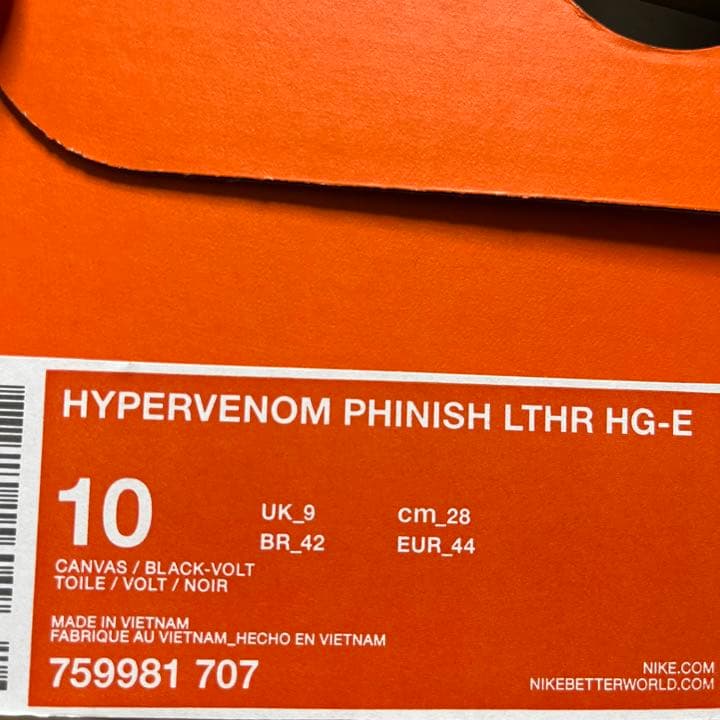 HYPERVENOM PHINISH LTHR HG-E
10
UK_9 cm_28
BR_42 EUR_44
CANVAS / BLACK-VOLT
TOILE / VOLT / NOIR
MADE IN VIETNAM
FABRIQUE AU VIETNAM_HECHO EN VIETNAM
759981 707
NIKE.COM
NIKEBETTERWORLD.COM